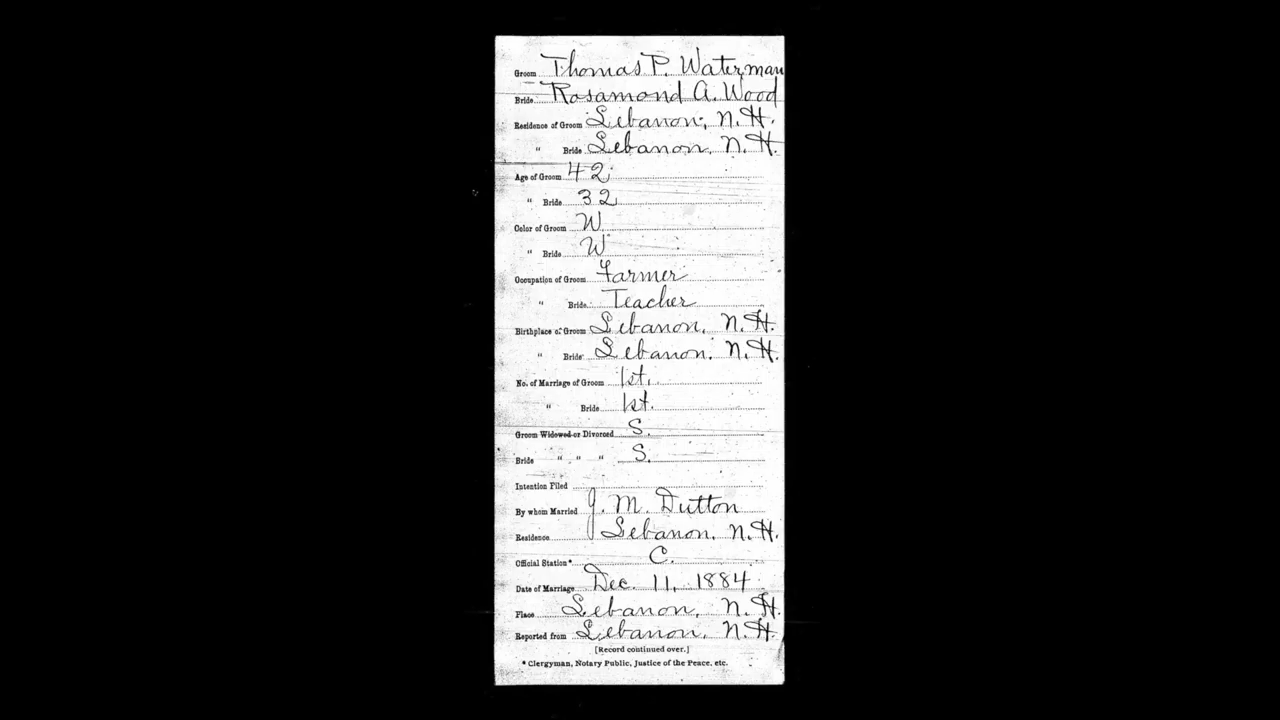 Groom Thomas P. Waterman
Bride Rosamond A. Wood
Residence of Groom Lebanon, N.H.
" Bride Lebanon, N.H.
Age of Groom 42
" Bride 32
Color of Groom W.
" Bride W
Occupation of Groom Farmer
" Bride Teacher
Birthplace of Groom Lebanon, N.H.
" Bride Lebanon. N.H.
No. of Marriage of Groom 1st.
" Bride 1st.
Groom Widowed or Divorced S.
Bride " " " S.
Intention Filed
By whom Married J. M. Dutton
Residence Lebanon, N.H.
Official Station* C.
Date of Marriage Dec. 11, 1884
Place Lebanon, N.H.
Reported from Lebanon, N.H.
[Record continued over.]
* Clergyman, Notary Public, Justice of the Peace, etc.